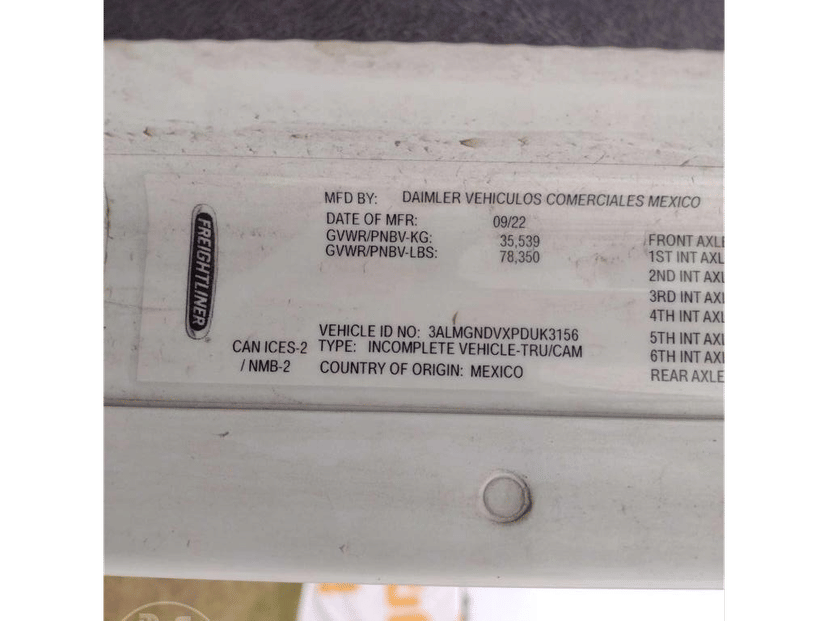 FREIGHTLINER
MFD BY: DAIMLER VEHICULOS COMERCIALES MEXICO
DATE OF MFR: 09/22
GVWR/PNBV-KG: 35,539
GVWR/PNBV-LBS: 78,350
VEHICLE ID NO: 3ALMGNDVXPDUK3156
CAN ICES-2 TYPE: INCOMPLETE VEHICLE-TRU/CAM
/ NMB-2 COUNTRY OF ORIGIN: MEXICO
FRONT AXLE
1ST INT AXL
2ND INT AXL
3RD INT AXL
4TH INT AXL
5TH INT AXL
6TH INT AXL
REAR AXLE